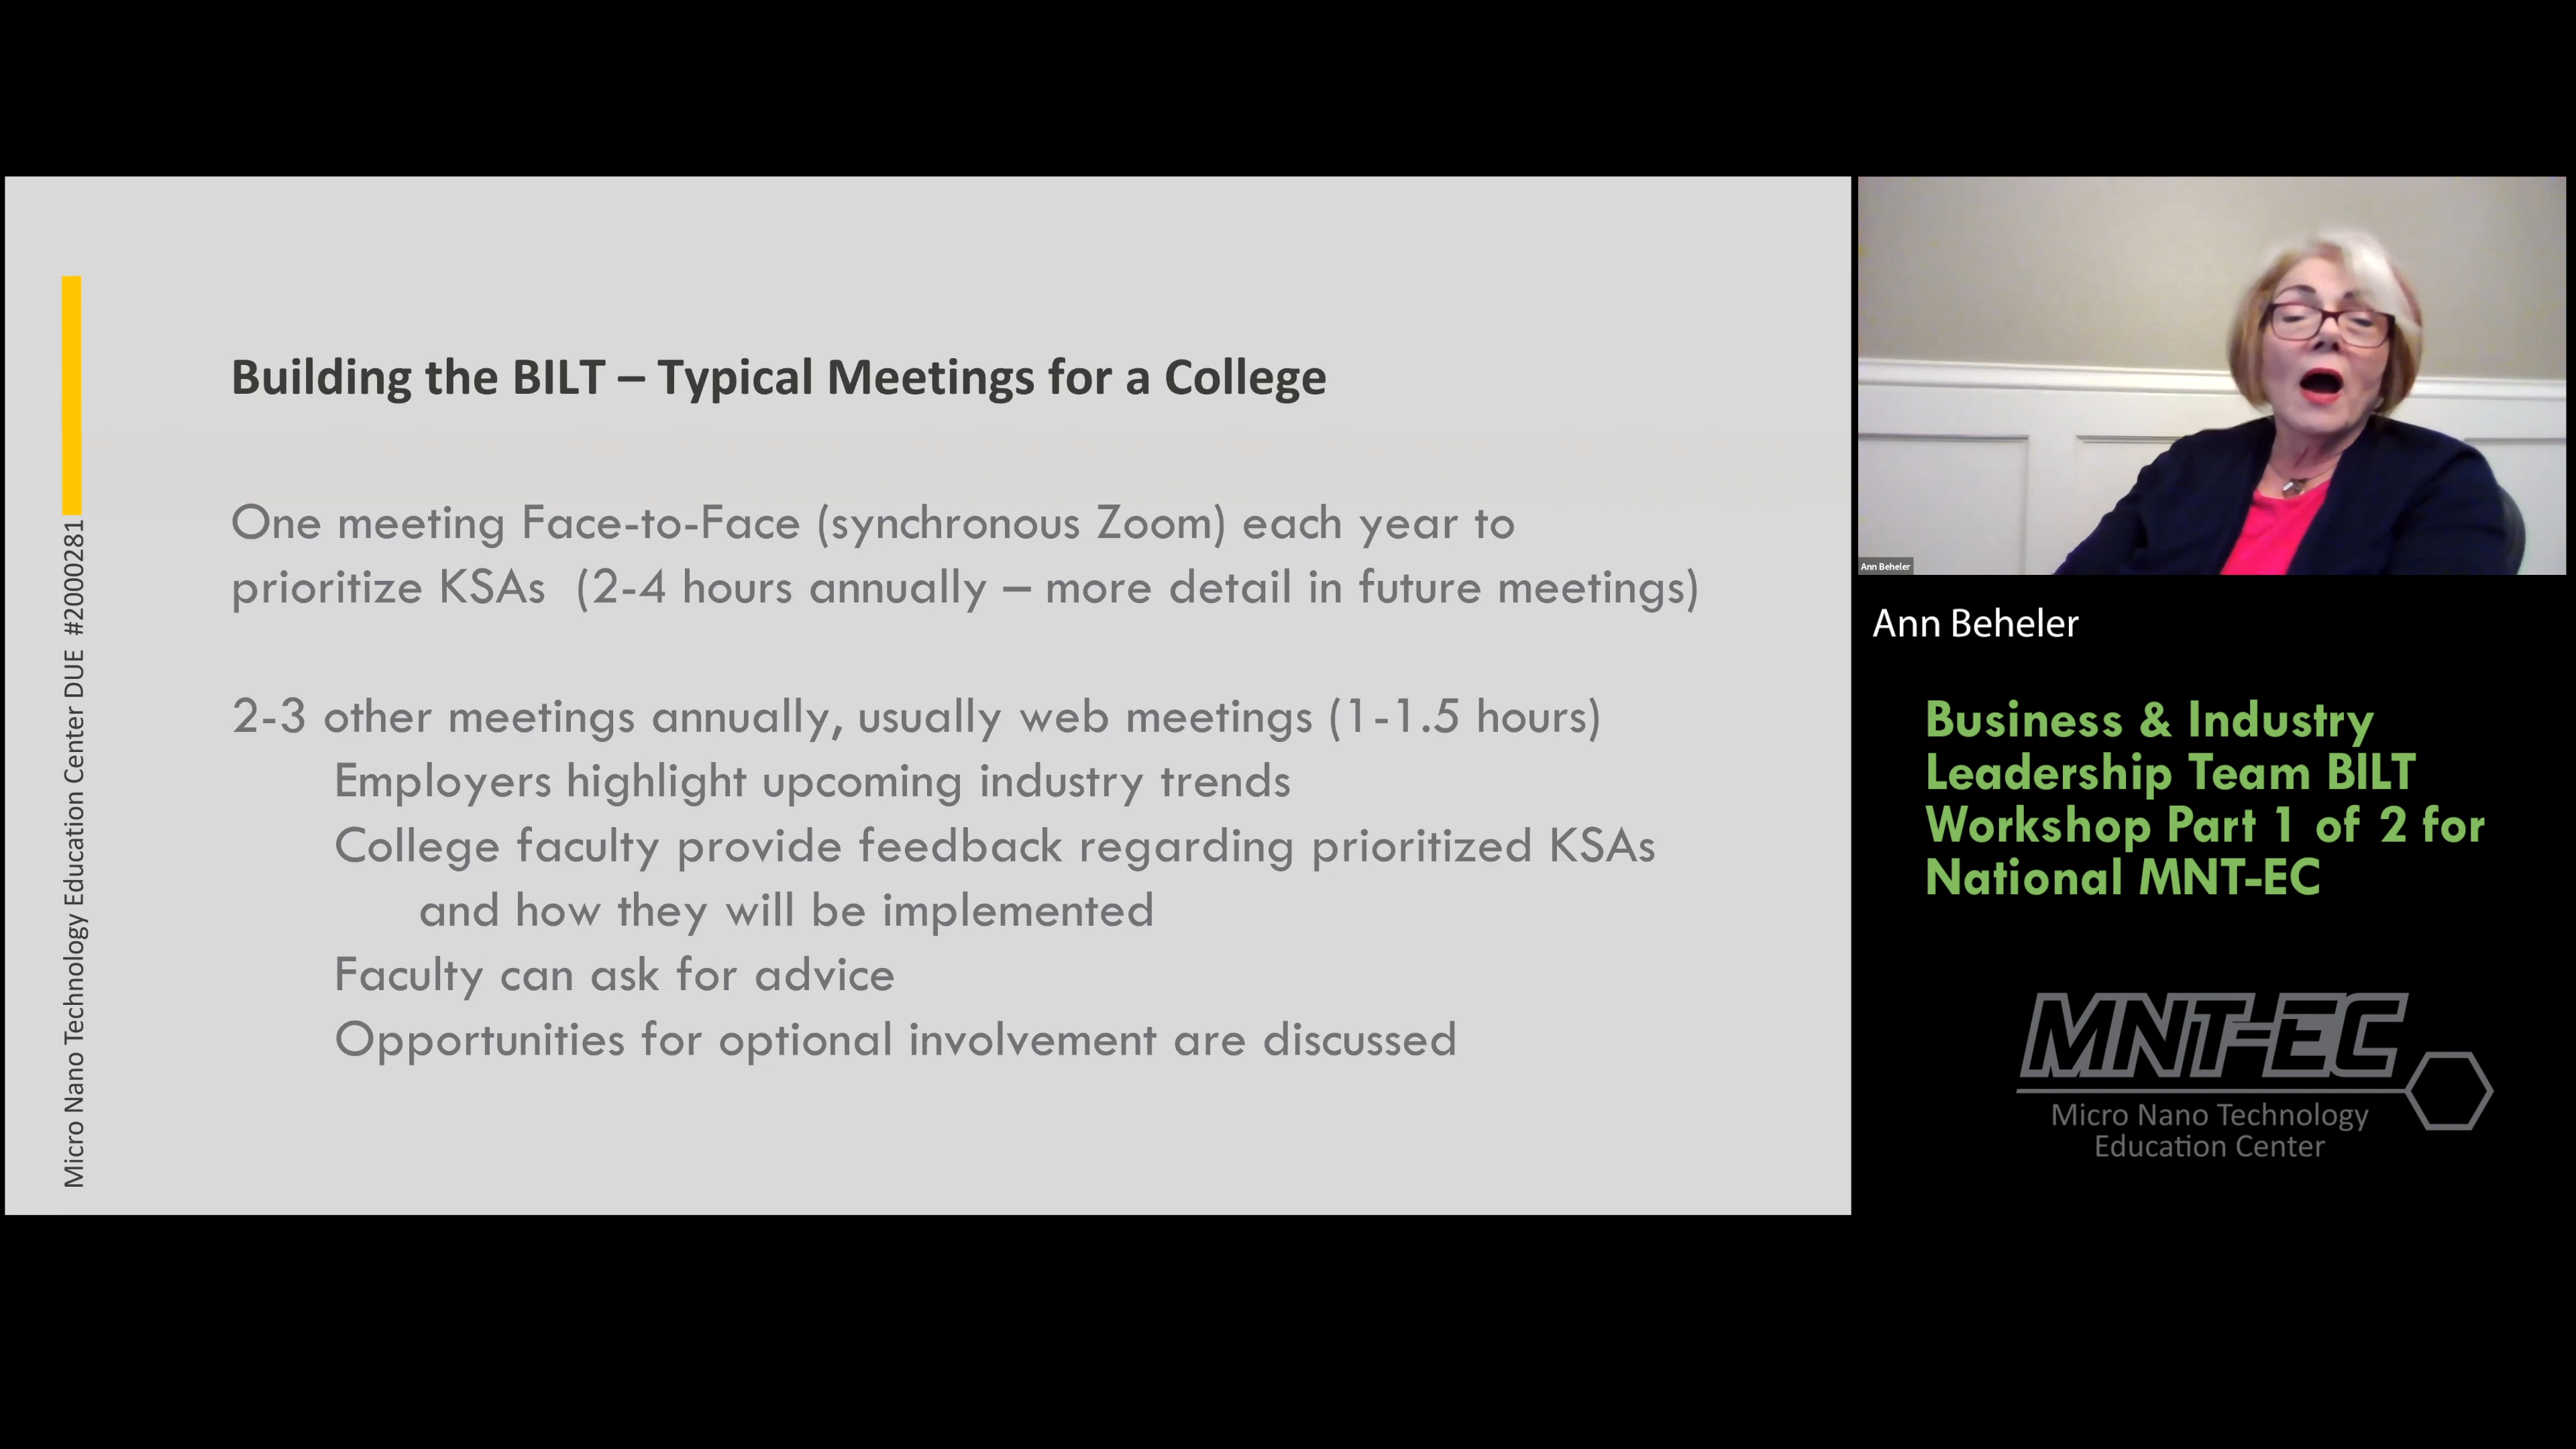 Building the BILT – Typical Meetings for a College
One meeting Face-to-Face (synchronous Zoom) each year to
prioritize KSAs (2-4 hours annually – more detail in future meetings)
2-3 other meetings annually, usually web meetings (1-1.5 hours)
Employers highlight upcoming industry trends
College faculty provide feedback regarding prioritized KSAs
and how they will be implemented
Faculty can ask for advice
Opportunities for optional involvement are discussed
Micro Nano Technology Education Center DUE #2000281
Ann Beheler
Ann Beheler
Business & Industry
Leadership Team BILT
Workshop Part 1 of 2 for
National MNT-EC
MNT-EC
Micro Nano Technology
Education Center